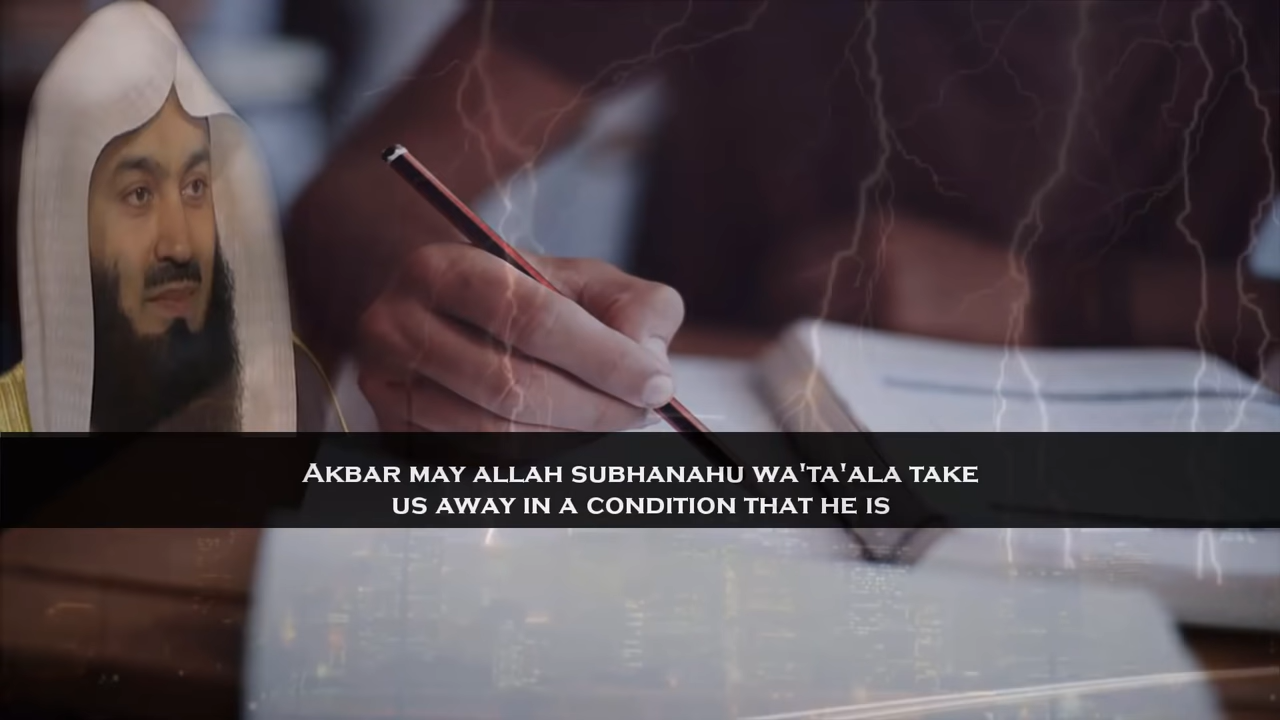 Akbar may allah subhanahu wa'ta'ala take
us away in a condition that he is